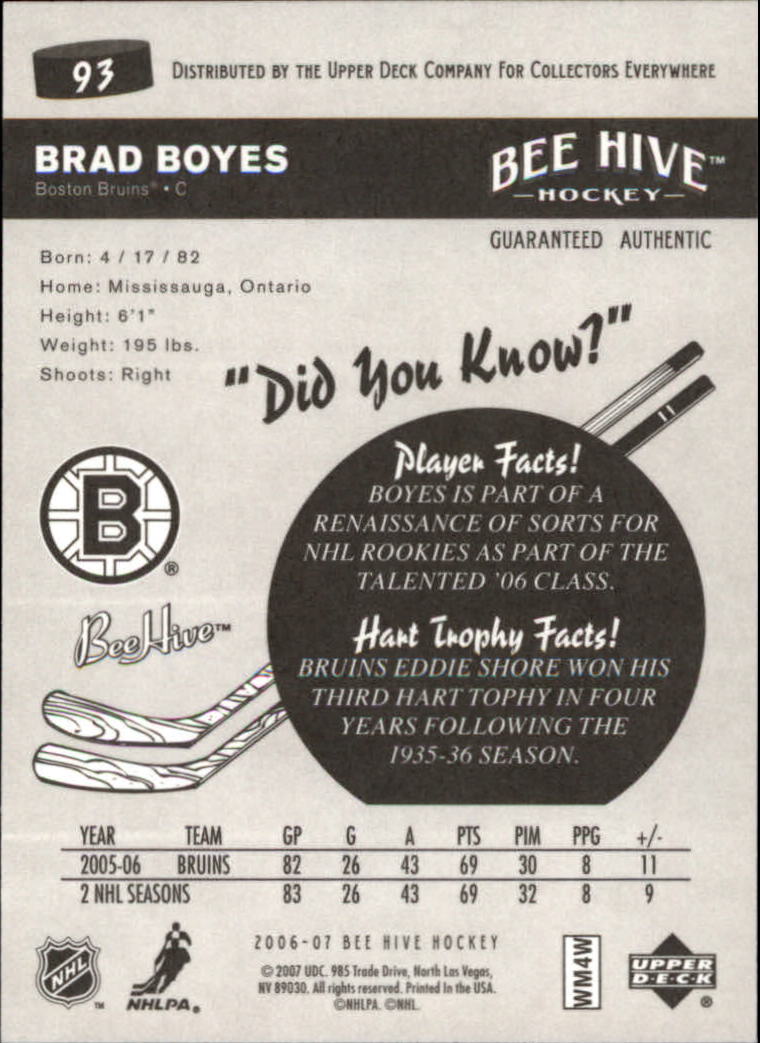 93
DISTRIBUTED BY THE UPPER DECK COMPANY FOR COLLECTORS EVERYWHERE
BRAD BOYES
Boston Bruins® • C
BEE HIVE™
HOCKEY
GUARANTEED AUTHENTIC
Born: 4 / 17 / 82
Home: Mississauga, Ontario
Height: 6'1"
Weight: 195 lbs.
Shoots: Right
"Did You Know?"
11
Player Facts!
BOYES IS PART OF A
RENAISSANCE OF SORTS FOR
NHL ROOKIES AS PART OF THE
TALENTED '06 CLASS.
B
®
BeeHive™
Hart Trophy Facts!
BRUINS EDDIE SHORE WON HIS
THIRD HART TOPHY IN FOUR
YEARS FOLLOWING THE
1935-36 SEASON.
YEAR TEAM GP G A PTS PIM PPG +/-
2005-06 BRUINS 82 26 43 69 30 8 11
2 NHL SEASONS 83 26 43 69 32 8 9
NHL ™
NHLPA®
2006-07 BEE HIVE HOCKEY
© 2007 UDC. 985 Trade Drive, North Las Vegas,
NV 89030. All rights reserved. Printed in the USA.
©NHLPA. ©NHL.
WM4W
UPPER
D·E·C·K
®